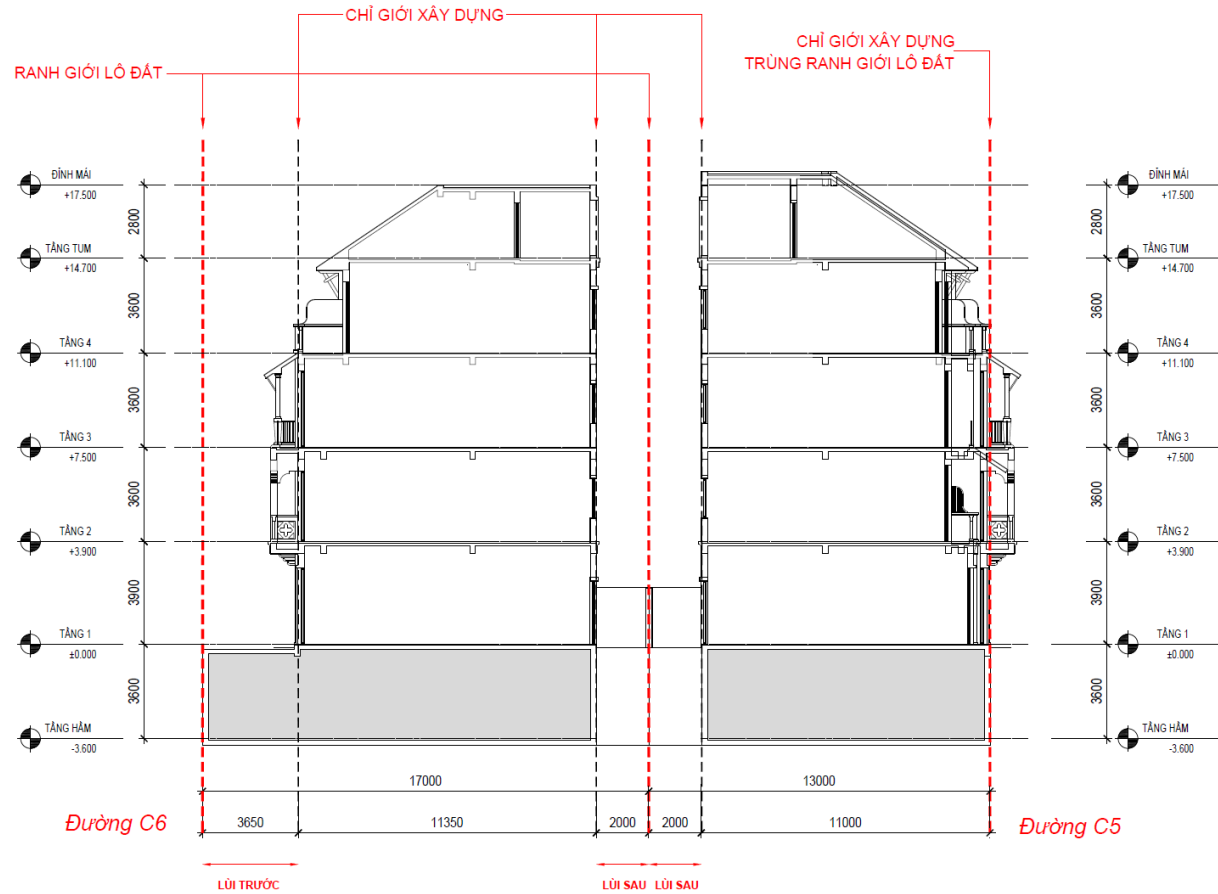 CHỈ GIỚI XÂY DỰNG
CHỈ GIỚI XÂY DỰNG
TRÙNG RANH GIỚI LÔ ĐẤT
RANH GIỚI LÔ ĐẤT
ĐỈNH MÁI
+17.500
2800
TẦNG TUM
+14.700
3600
TẦNG 4
+11.100
3600
TẦNG 3
+7.500
3600
TẦNG 2
+3.900
3900
TẦNG 1
±0.000
3600
TẦNG HẦM
-3.600
ĐỈNH MÁI
+17.500
2800
TẦNG TUM
+14.700
3600
TẦNG 4
+11.100
3600
TẦNG 3
+7.500
3600
TẦNG 2
+3.900
3900
TẦNG 1
±0.000
3600
TẦNG HẦM
-3.600
17000 13000
Đường C6 3650 11350 2000 2000 11000 Đường C5
LÙI TRƯỚC LÙI SAU LÙI SAU